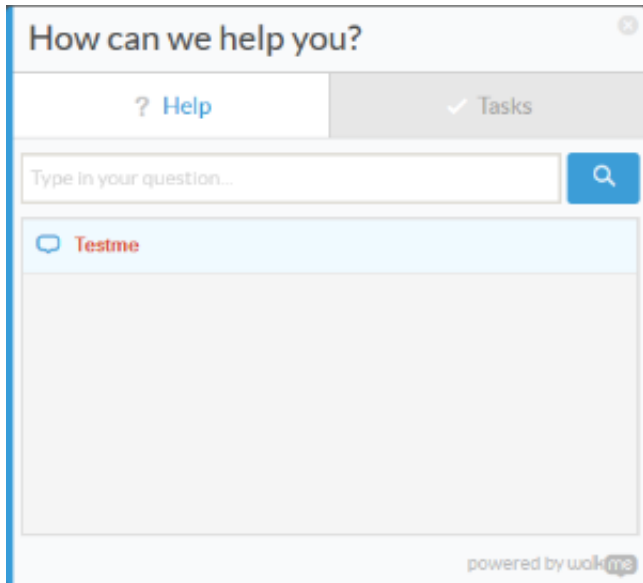 How can we help you?
? Help
Tasks
Type in your question...
Testme
powered by walkme